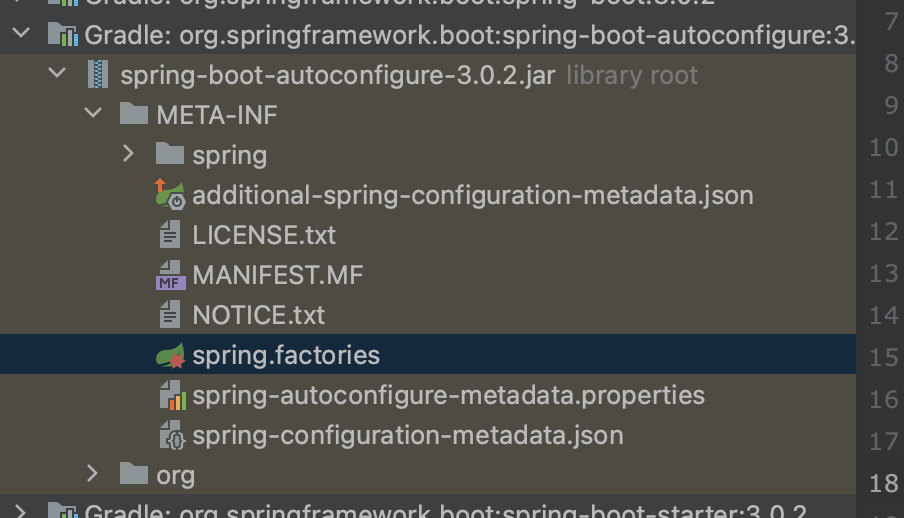 Gradle: org.springframework.boot:spring-boot:3.0.2
Gradle: org.springframework.boot:spring-boot-autoconfigure:3.
spring-boot-autoconfigure-3.0.2.jar library root
META-INF
spring
additional-spring-configuration-metadata.json
LICENSE.txt
MF MANIFEST.MF
NOTICE.txt
spring.factories
spring-autoconfigure-metadata.properties
spring-configuration-metadata.json
org
Gradle: org.springframework.boot:spring-boot-starter:3.0.2
7
8
9
10
11
12
13
14
15
16
17
18